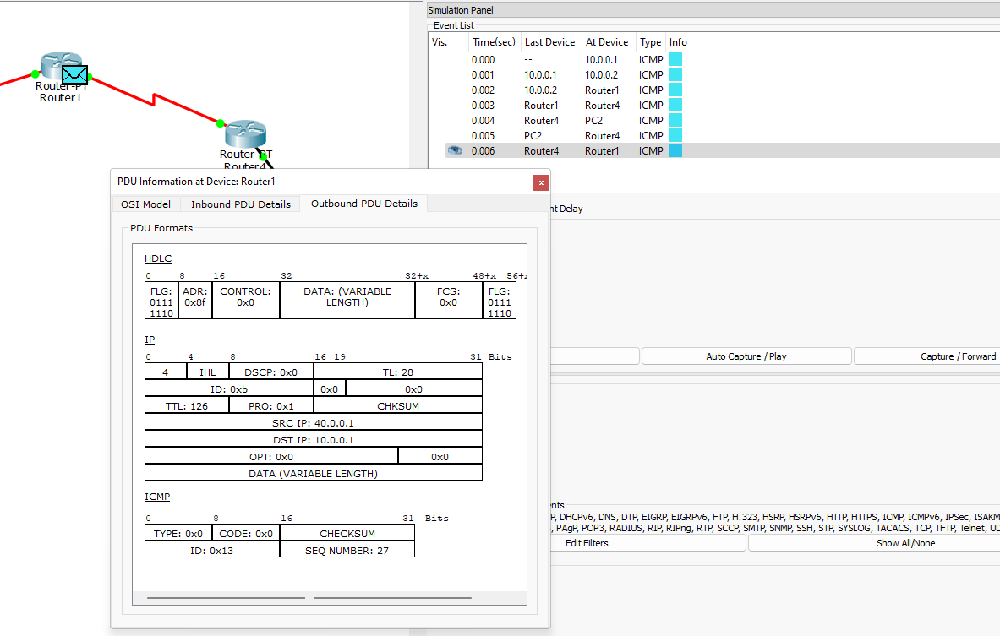 Router-PT
Router1
Router-PT
Router4
Simulation Panel
Event List
Vis. Time(sec) Last Device At Device Type Info
0.000 -- 10.0.0.1 ICMP
0.001 10.0.0.1 10.0.0.2 ICMP
0.002 10.0.0.2 Router1 ICMP
0.003 Router1 Router4 ICMP
0.004 Router4 PC2 ICMP
0.005 PC2 Router4 ICMP
0.006 Router4 Router1 ICMP
PDU Information at Device: Router1
x
OSI Model Inbound PDU Details Outbound PDU Details
PDU Formats
HDLC
0 8 16 32 32+x 48+x 56+x
FLG: ADR: CONTROL: DATA: (VARIABLE FCS: FLG:
0111 0x8f 0x0 LENGTH) 0x0 0111
1110 1110
IP
0 4 8 16 19 31 Bits
4 IHL DSCP: 0x0 TL: 28
ID: 0xb 0x0 0x0
TTL: 126 PRO: 0x1 CHKSUM
SRC IP: 40.0.0.1
DST IP: 10.0.0.1
OPT: 0x0 0x0
DATA (VARIABLE LENGTH)
ICMP
0 8 16 31 Bits
TYPE: 0x0 CODE: 0x0 CHECKSUM
ID: 0x13 SEQ NUMBER: 27
nt Delay
Auto Capture / Play Capture / Forward
nts
P, DHCPv6, DNS, DTP, EIGRP, EIGRPv6, FTP, H.323, HSRP, HSRPv6, HTTP, HTTPS, ICMP, ICMPv6, IPSec, ISAKM
, PAgP, POP3, RADIUS, RIP, RIPng, RTP, SCCP, SMTP, SNMP, SSH, STP, SYSLOG, TACACS, TCP, TFTP, Telnet, UD
Edit Filters Show All/None